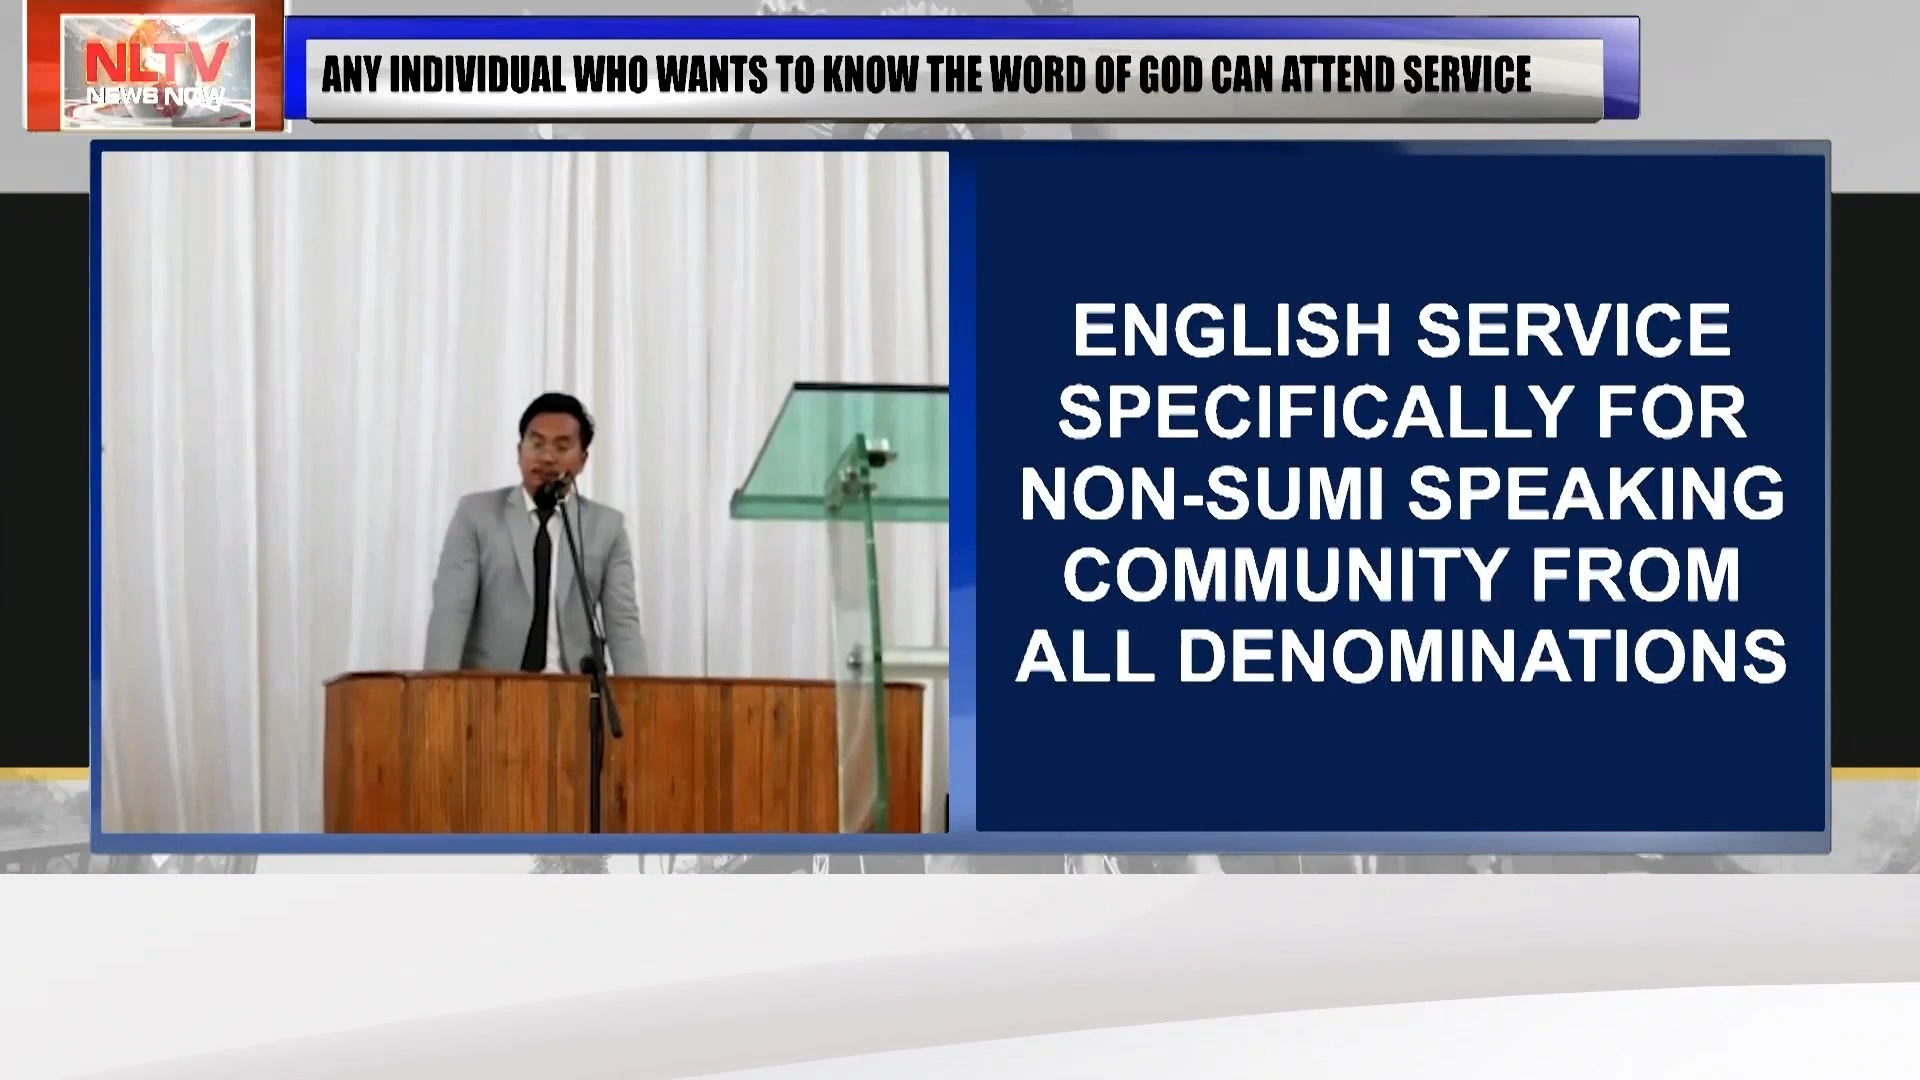 NLTV
NEWS NOW
ANY INDIVIDUAL WHO WANTS TO KNOW THE WORD OF GOD CAN ATTEND SERVICE
ENGLISH SERVICE
SPECIFICALLY FOR
NON-SUMI SPEAKING
COMMUNITY FROM
ALL DENOMINATIONS